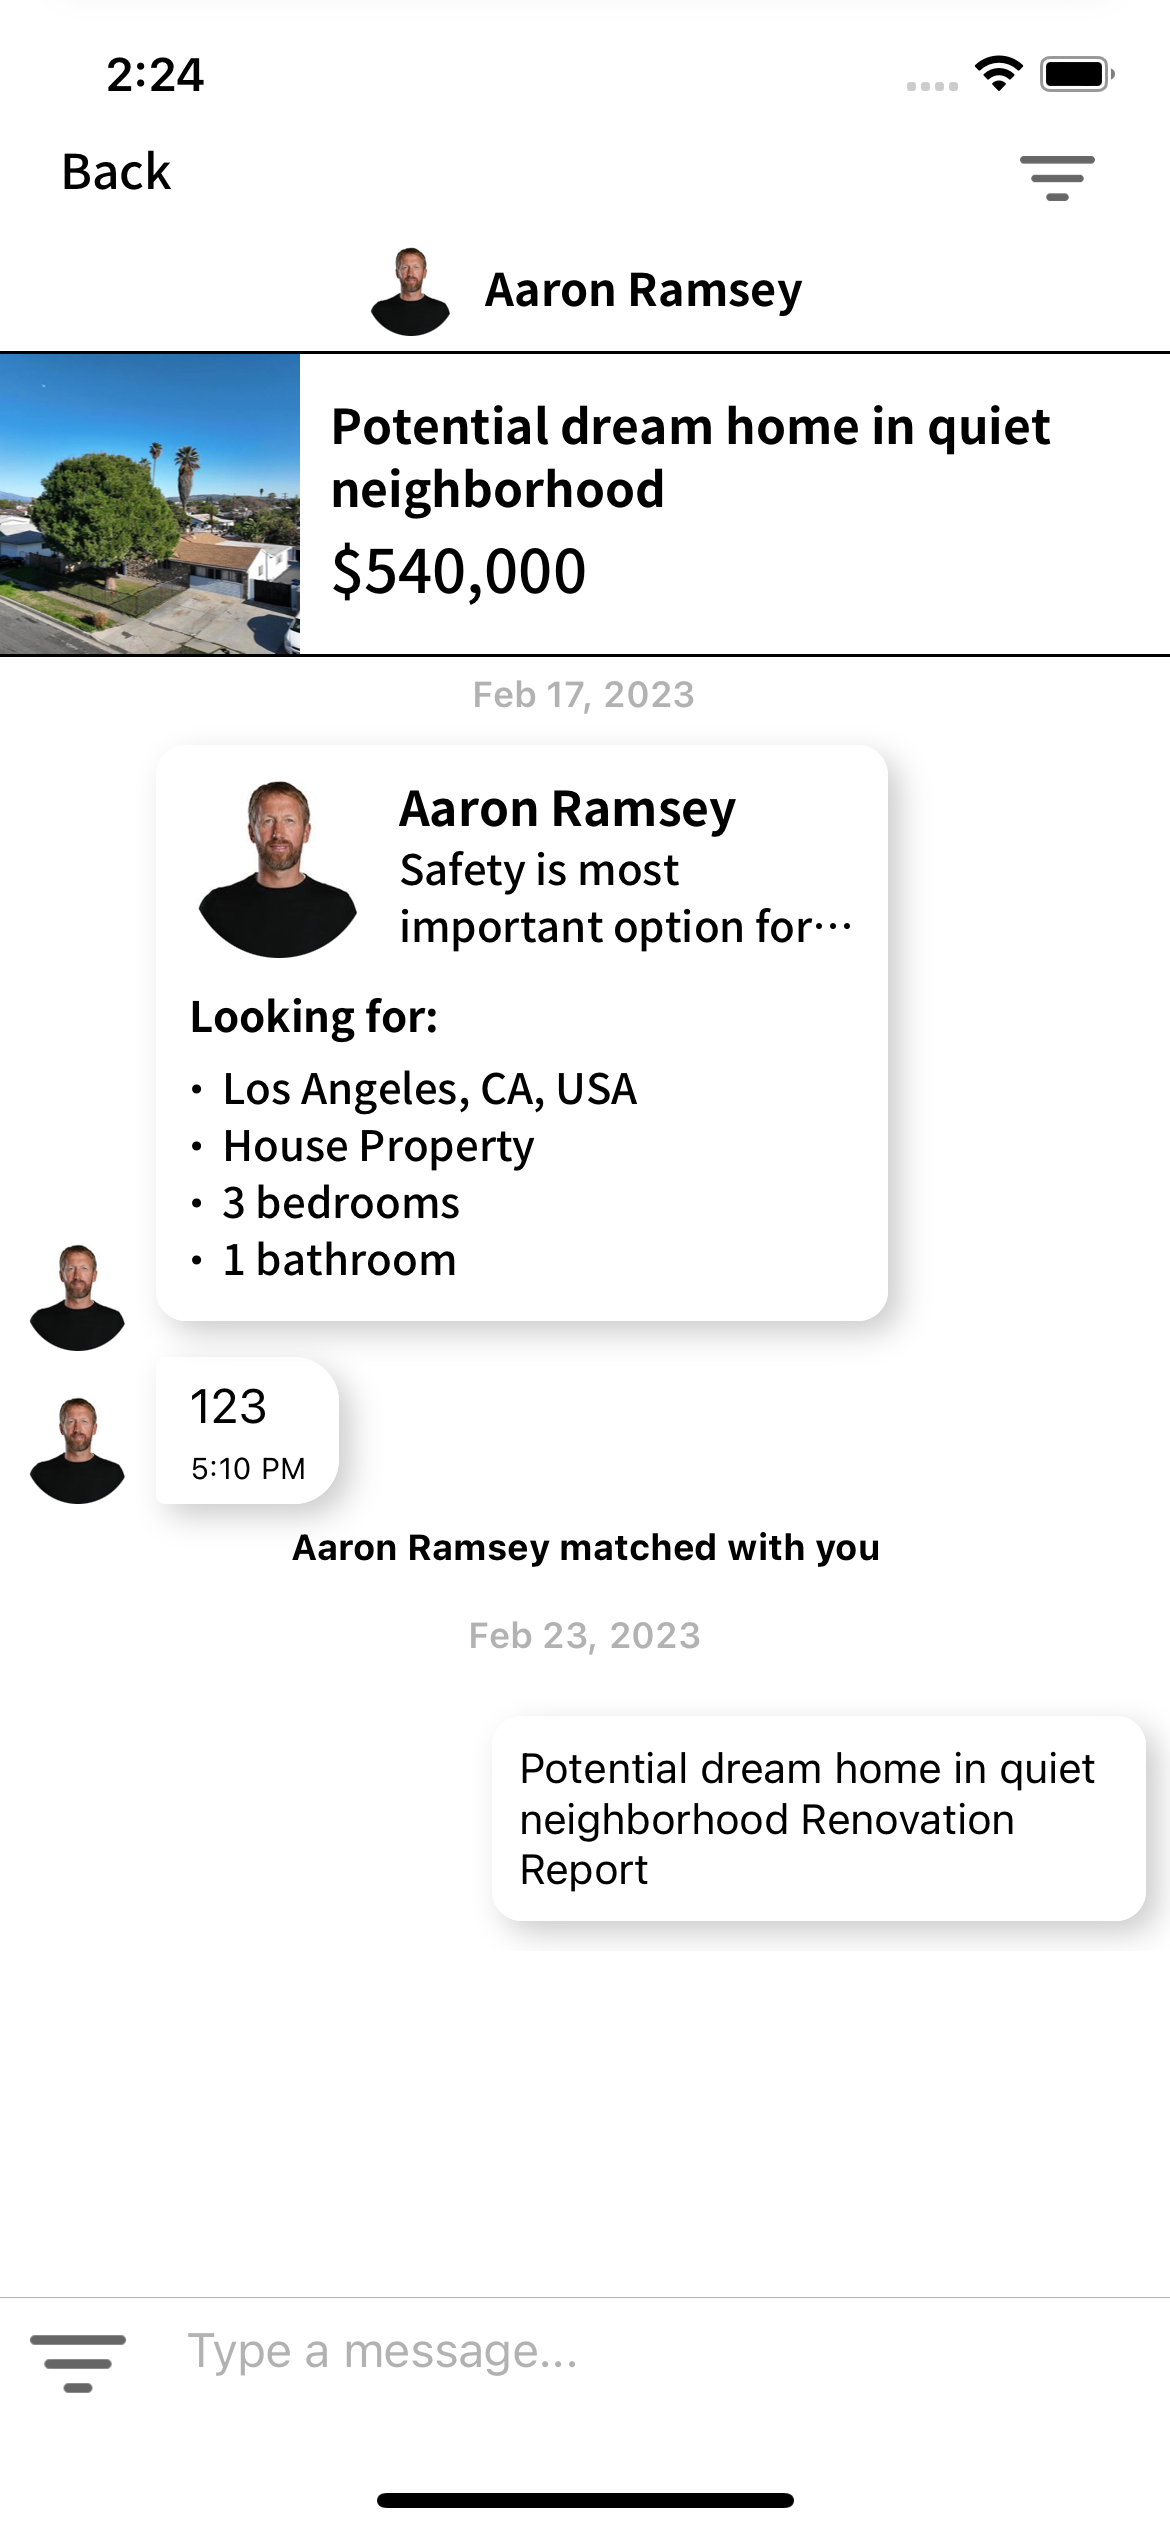 2:24
Back
Aaron Ramsey
Potential dream home in quiet
neighborhood
$540,000
Feb 17, 2023
Aaron Ramsey
Safety is most
important option for…
Looking for:
• Los Angeles, CA, USA
• House Property
• 3 bedrooms
• 1 bathroom
123
5:10 PM
Aaron Ramsey matched with you
Feb 23, 2023
Potential dream home in quiet
neighborhood Renovation
Report
Type a message...